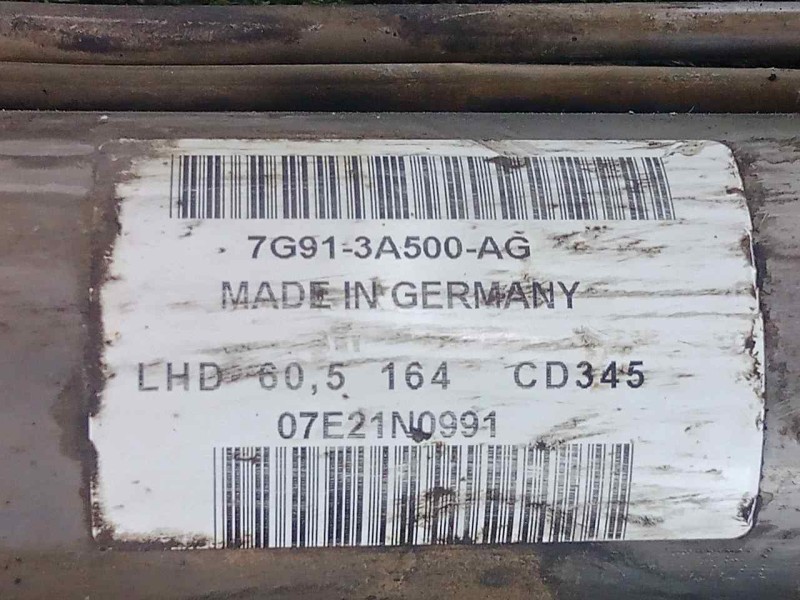 7G91-3A500-AG
MADE IN GERMANY
LHD 60,5 164 CD345
07E21N0991